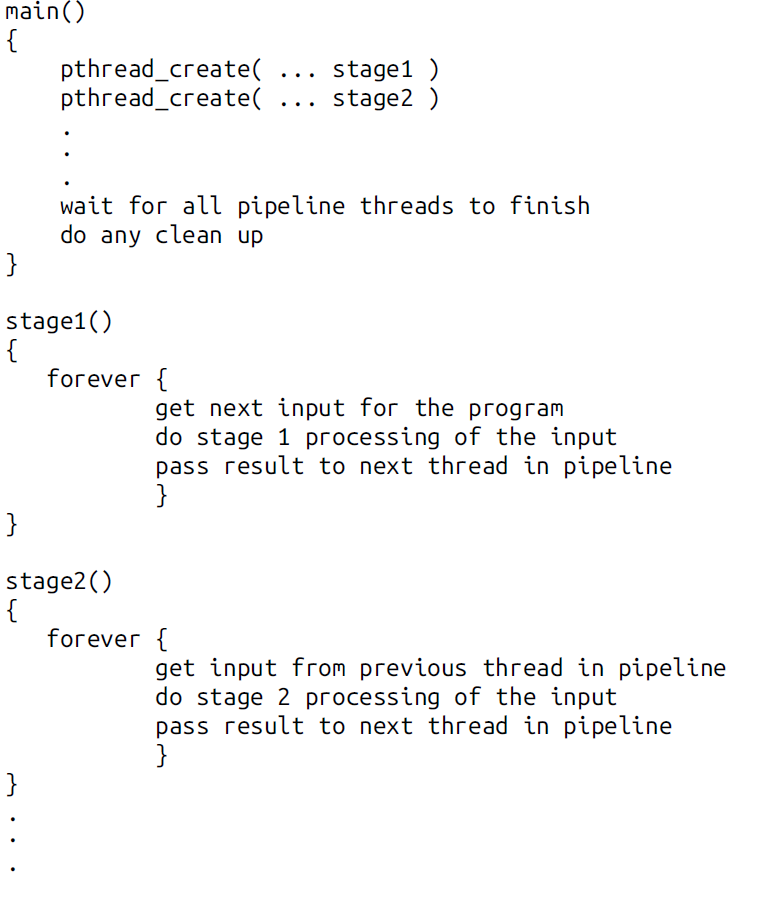 main()
{
    pthread_create( ... stage1 )
    pthread_create( ... stage2 )
    .
    .
    .
    wait for all pipeline threads to finish
    do any clean up
}

stage1()
{
   forever {
           get next input for the program
           do stage 1 processing of the input
           pass result to next thread in pipeline
           }
}

stage2()
{
   forever {
           get input from previous thread in pipeline
           do stage 2 processing of the input
           pass result to next thread in pipeline
           }
}
.
.
.